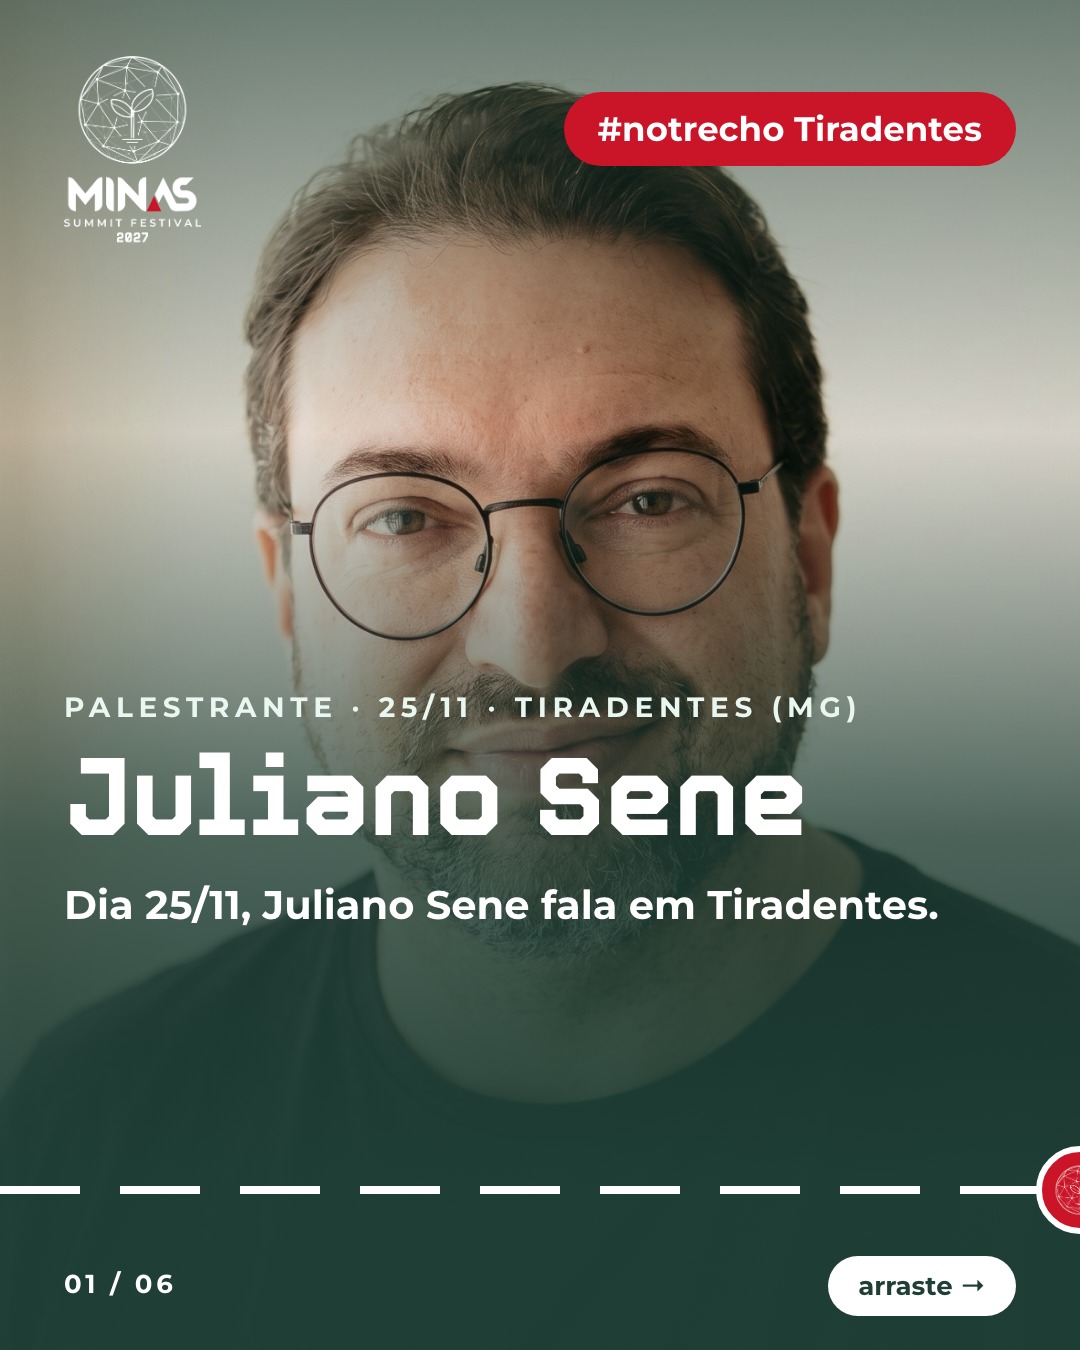 MINAS
SUMMIT FESTIVAL
2027
#notrecho Tiradentes
PALESTRANTE · 25/11 · TIRADENTES (MG)
Juliano Sene
Dia 25/11, Juliano Sene fala em Tiradentes.
01 / 06
arraste →